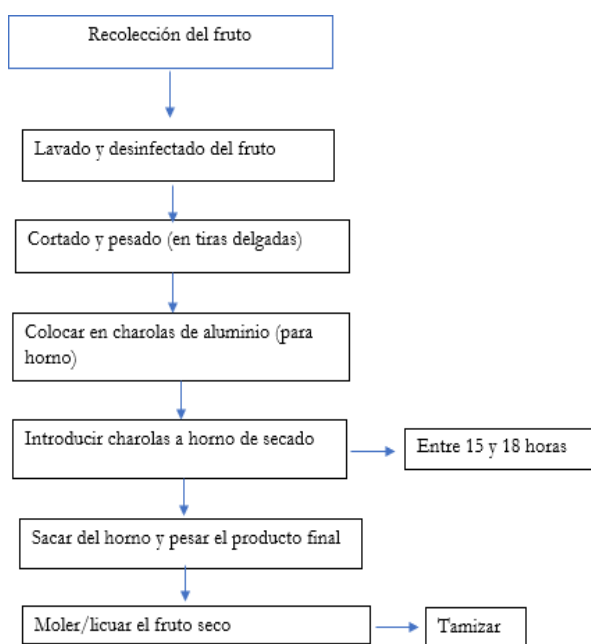 Recolección del fruto
Lavado y desinfectado del fruto
Cortado y pesado (en tiras delgadas)
Colocar en charolas de aluminio (para
horno)
Introducir charolas a horno de secado
Entre 15 y 18 horas
Sacar del horno y pesar el producto final
Moler/licuar el fruto seco
Tamizar